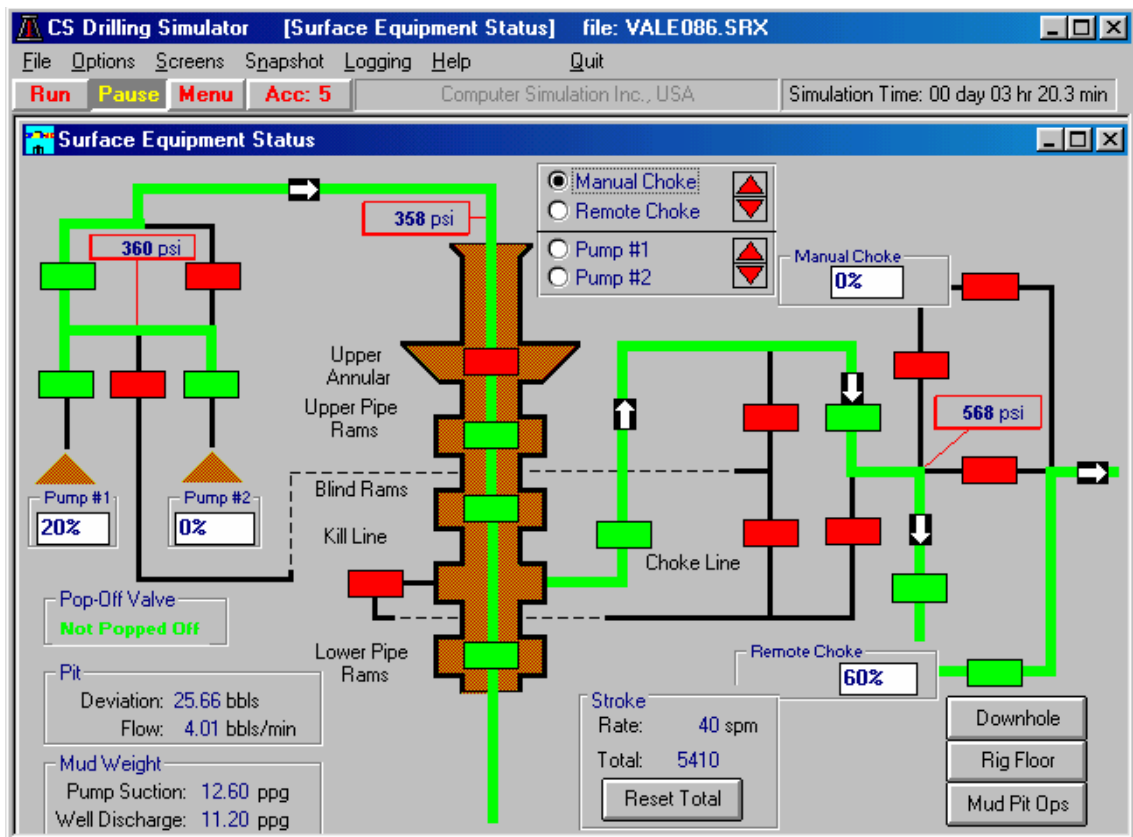 CS Drilling Simulator [Surface Equipment Status] file: VALE086.SRX
File Options Screens Snapshot Logging Help Quit
Run Pause Menu Acc: 5 Computer Simulation Inc., USA Simulation Time: 00 day 03 hr 20.3 min
Surface Equipment Status
Manual Choke
Remote Choke
Pump #1
Pump #2
358 psi
360 psi
Manual Choke
0%
Upper
Annular
Upper Pipe
Rams
568 psi
Blind Rams
Pump #1
20%
Pump #2
0%
Kill Line
Choke Line
Pop-Off Valve
Not Popped Off
Lower Pipe
Rams
Remote Choke
60%
Pit
Deviation: 25.66 bbls
Flow: 4.01 bbls/min
Stroke
Rate: 40 spm
Total: 5410
Reset Total
Downhole
Rig Floor
Mud Pit Ops
Mud Weight
Pump Suction: 12.60 ppg
Well Discharge: 11.20 ppg